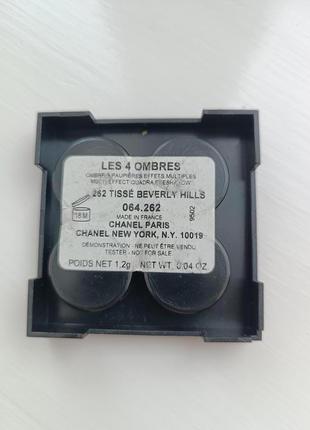 LES 4 OMBRES
OMBRES PAUPIÈRES EFFETS MULTIPLES
MULTI-EFFECT QUADRA EYESHADOW
262 TISSÉ BEVERLY HILLS
064.262
18 M
9502
MADE IN FRANCE
CHANEL PARIS
CHANEL NEW YORK, N.Y. 10019
DÉMONSTRATION - NE PEUT ÊTRE VENDU
TESTER - NOT FOR SALE
POIDS NET 1,2g - NET WT. 0.04 OZ